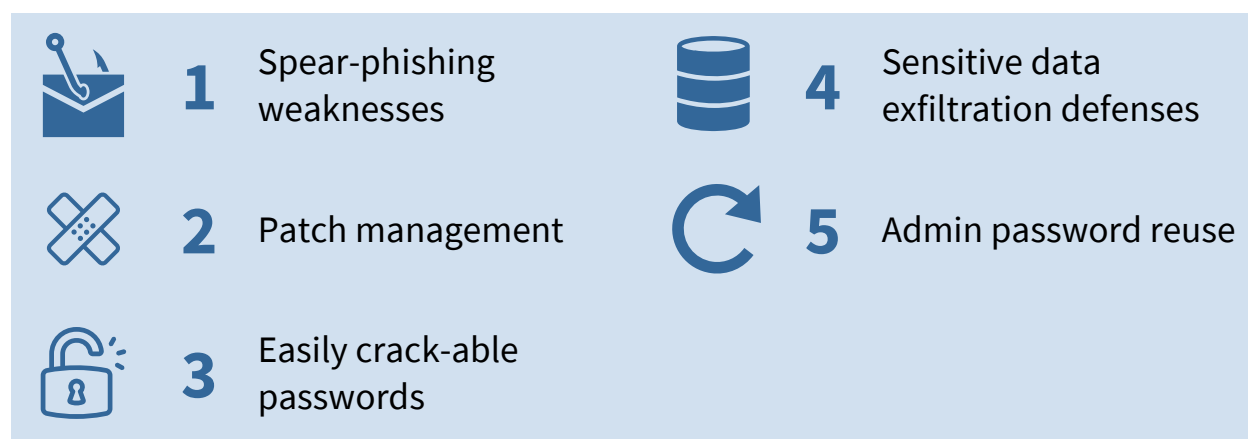 1
Spear-phishing
weaknesses
2
Patch management
3
Easily crack-able
passwords
4
Sensitive data
exfiltration defenses
5
Admin password reuse